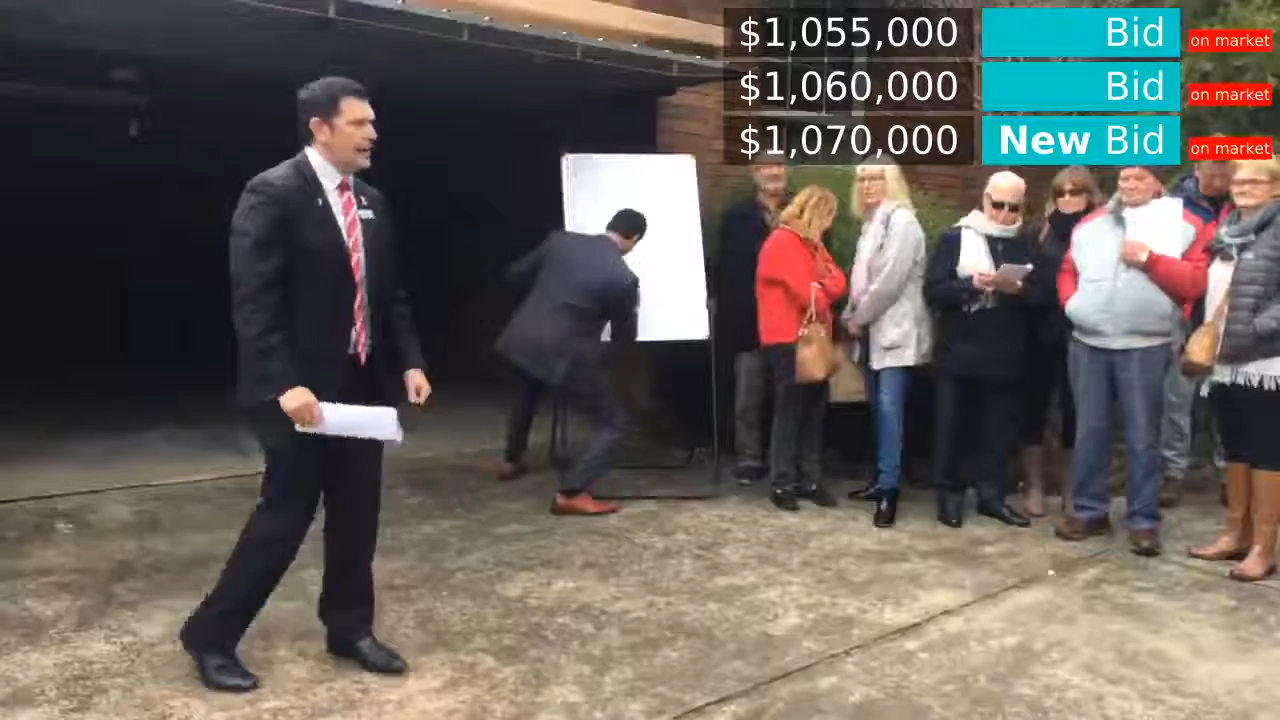 $1,055,000 Bid on market
$1,060,000 Bid on market
$1,070,000 New Bid on market